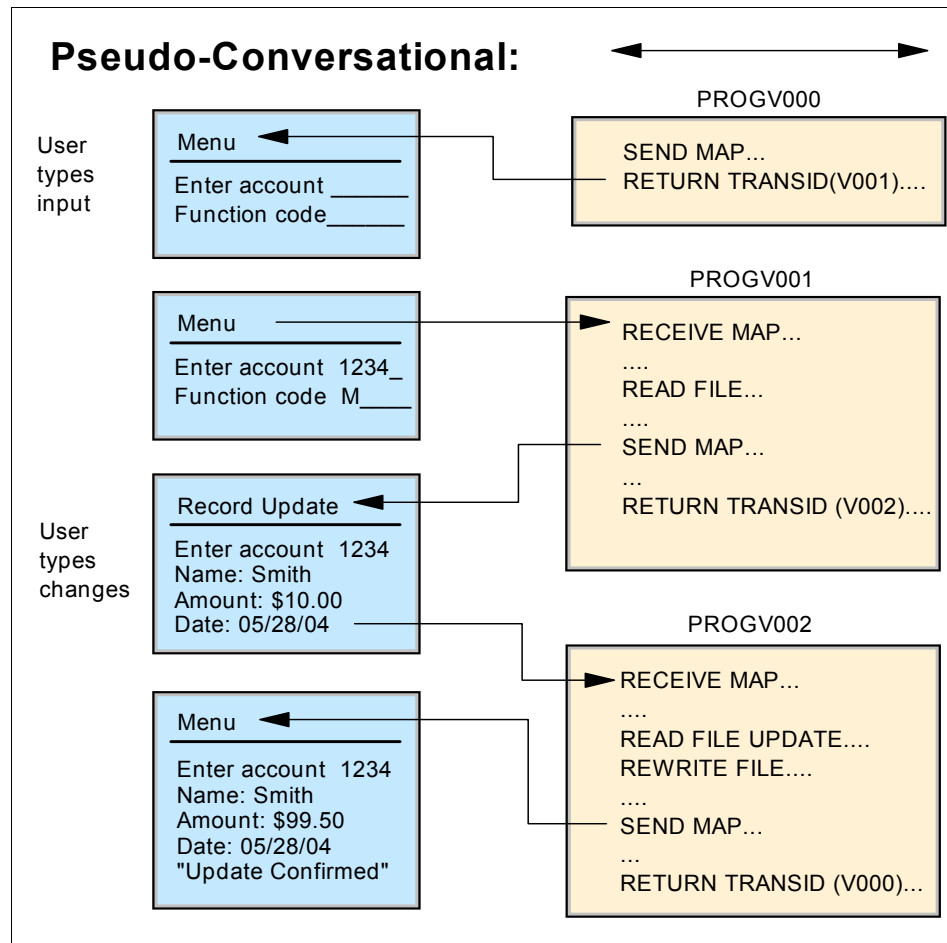 Pseudo-Conversational:
User
types
input
Menu
Enter account ______
Function code______
PROGV000
SEND MAP...
RETURN TRANSID(V001)....
Menu
Enter account 1234_
Function code M____
PROGV001
RECEIVE MAP...
....
READ FILE...
....
SEND MAP...
...
RETURN TRANSID (V002)....
User
types
changes
Record Update
Enter account 1234
Name: Smith
Amount: $10.00
Date: 05/28/04
PROGV002
RECEIVE MAP...
....
READ FILE UPDATE....
REWRITE FILE....
....
SEND MAP...
...
RETURN TRANSID (V000)...
Menu
Enter account 1234
Name: Smith
Amount: $99.50
Date: 05/28/04
"Update Confirmed"